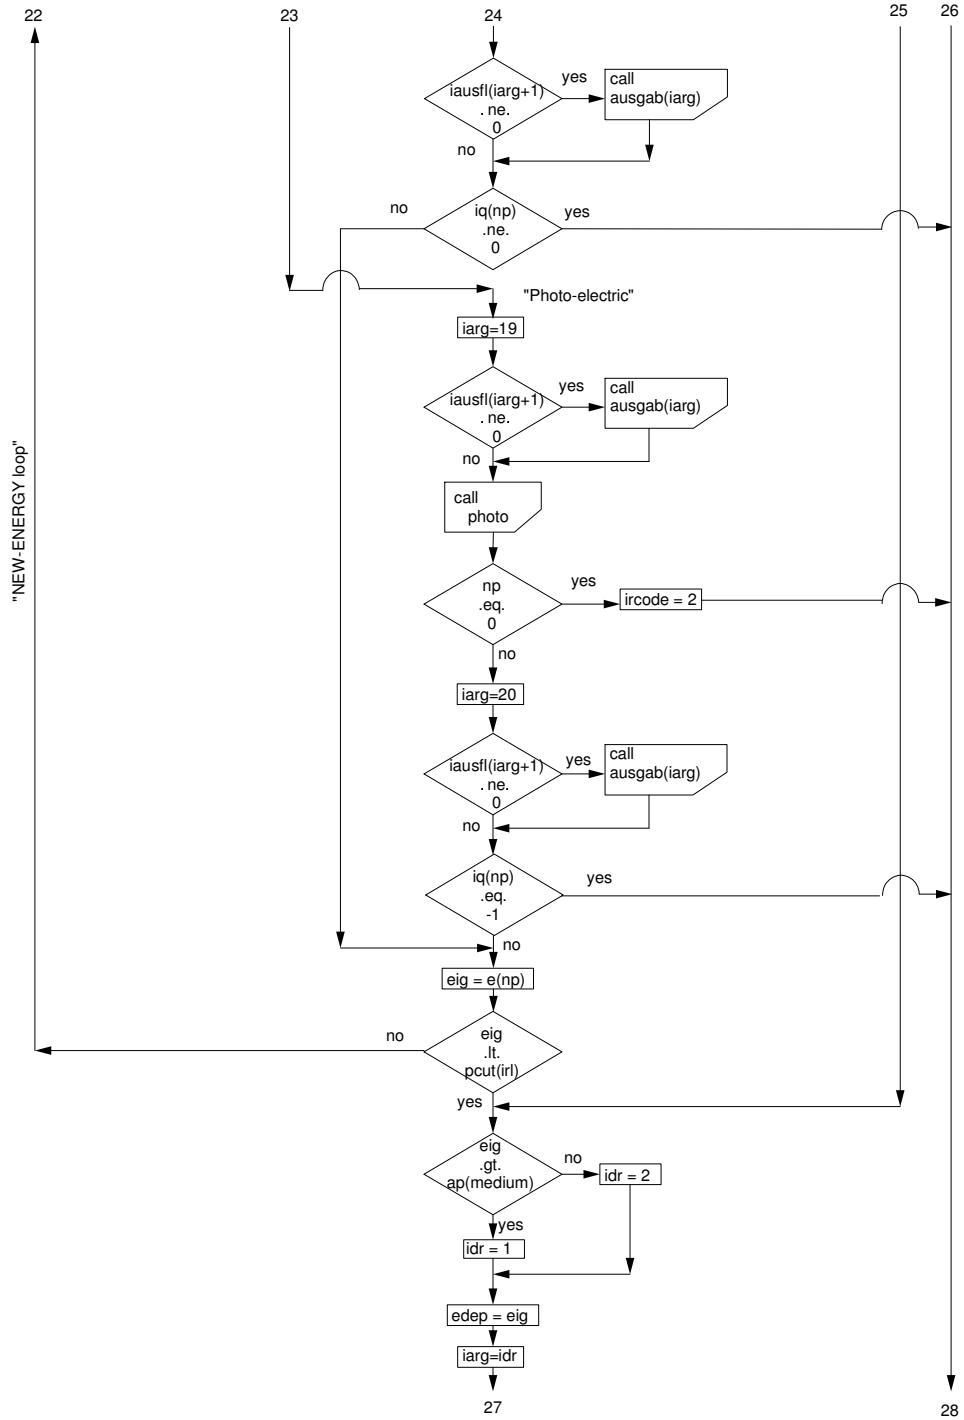 22
23
24
25
26
iausfl(iarg+1)
. ne.
0
yes
call
ausgab(iarg)
no
iq(np)
.ne.
0
no
yes
"Photo-electric"
iarg=19
iausfl(iarg+1)
. ne.
0
yes
call
ausgab(iarg)
no
call
photo
"NEW-ENERGY loop"
np
.eq.
0
yes
ircode = 2
no
iarg=20
iausfl(iarg+1)
. ne.
0
yes
call
ausgab(iarg)
no
iq(np)
.eq.
-1
yes
no
eig = e(np)
eig
.lt.
pcut(irl)
no
yes
eig
.gt.
ap(medium)
no
idr = 2
yes
idr = 1
edep = eig
iarg=idr
27
28